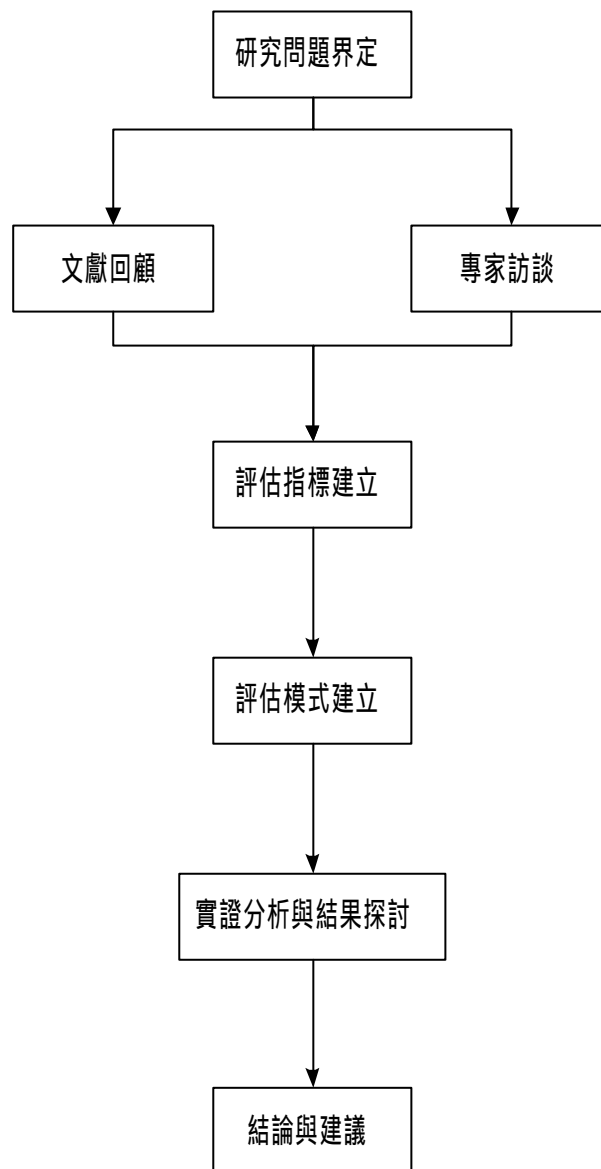 研究問題界定
文獻回顧
專家訪談
評估指標建立
評估模式建立
實證分析與結果探討
結論與建議